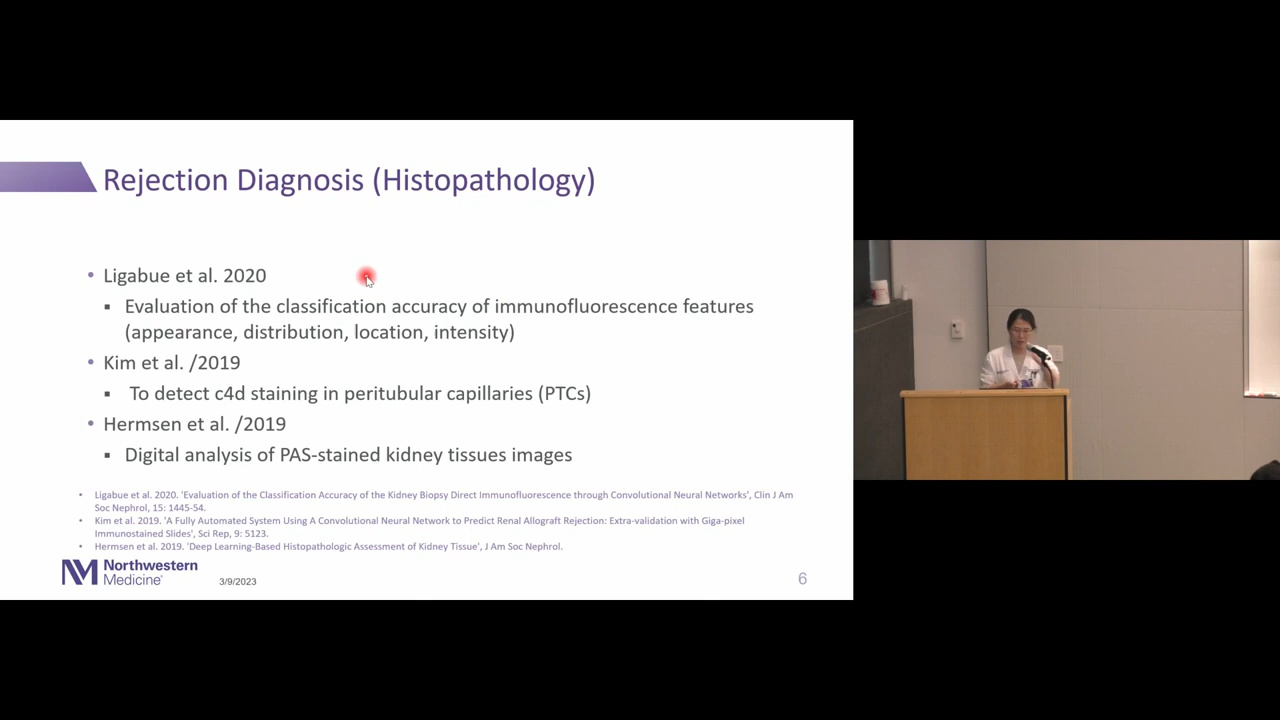 Rejection Diagnosis (Histopathology)
• Ligabue et al. 2020
▪ Evaluation of the classification accuracy of immunofluorescence features
(appearance, distribution, location, intensity)
• Kim et al. /2019
▪ To detect c4d staining in peritubular capillaries (PTCs)
• Hermsen et al. /2019
▪ Digital analysis of PAS-stained kidney tissues images
• Ligabue et al. 2020. 'Evaluation of the Classification Accuracy of the Kidney Biopsy Direct Immunofluorescence through Convolutional Neural Networks', Clin J Am
Soc Nephrol, 15: 1445-54.
• Kim et al. 2019. 'A Fully Automated System Using A Convolutional Neural Network to Predict Renal Allograft Rejection: Extra-validation with Giga-pixel
Immunostained Slides', Sci Rep, 9: 5123.
• Hermsen et al. 2019. 'Deep Learning-Based Histopathologic Assessment of Kidney Tissue', J Am Soc Nephrol.
Northwestern
Medicine
3/9/2023
6